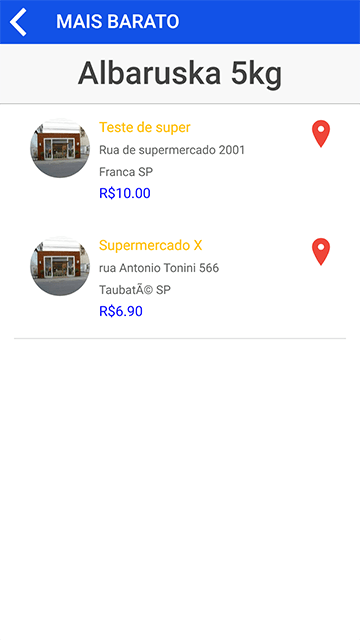 MAIS BARATO
Albaruska 5kg
Teste de super
Rua de supermercado 2001
Franca SP
R$10.00
Supermercado X
rua Antonio Tonini 566
TaubatÃ© SP
R$6.90